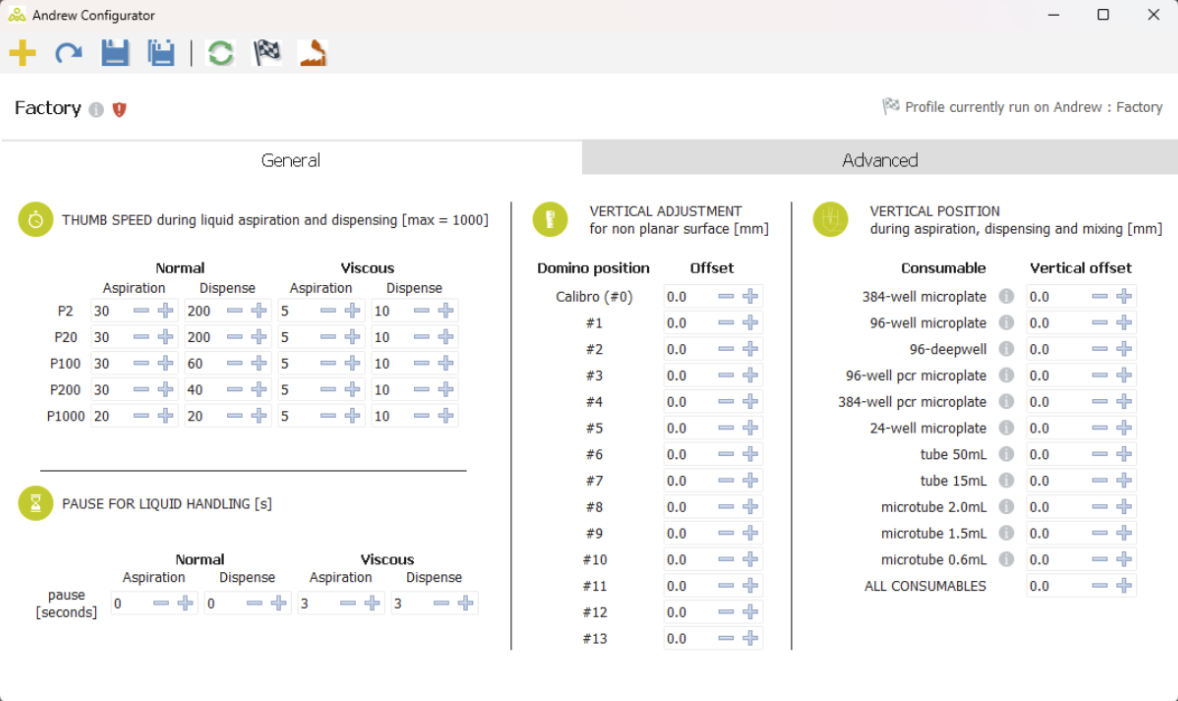 Andrew Configurator
Factory
Profile currently run on Andrew : Factory
General
Advanced
THUMB SPEED during liquid aspiration and dispensing [max = 1000]
Normal Viscous
Aspiration Dispense Aspiration Dispense
P2 30 200 5 10
P20 30 200 5 10
P100 30 60 5 10
P200 30 40 5 10
P1000 20 20 5 10
PAUSE FOR LIQUID HANDLING [s]
Normal Viscous
Aspiration Dispense Aspiration Dispense
pause
[seconds] 0 0 3 3
VERTICAL ADJUSTMENT
for non planar surface [mm]
Domino position Offset
Calibro (#0) 0.0
#1 0.0
#2 0.0
#3 0.0
#4 0.0
#5 0.0
#6 0.0
#7 0.0
#8 0.0
#9 0.0
#10 0.0
#11 0.0
#12 0.0
#13 0.0
VERTICAL POSITION
during aspiration, dispensing and mixing [mm]
Consumable Vertical offset
384-well microplate 0.0
96-well microplate 0.0
96-deepwell 0.0
96-well pcr microplate 0.0
384-well pcr microplate 0.0
24-well microplate 0.0
tube 50mL 0.0
tube 15mL 0.0
microtube 2.0mL 0.0
microtube 1.5mL 0.0
microtube 0.6mL 0.0
ALL CONSUMABLES 0.0